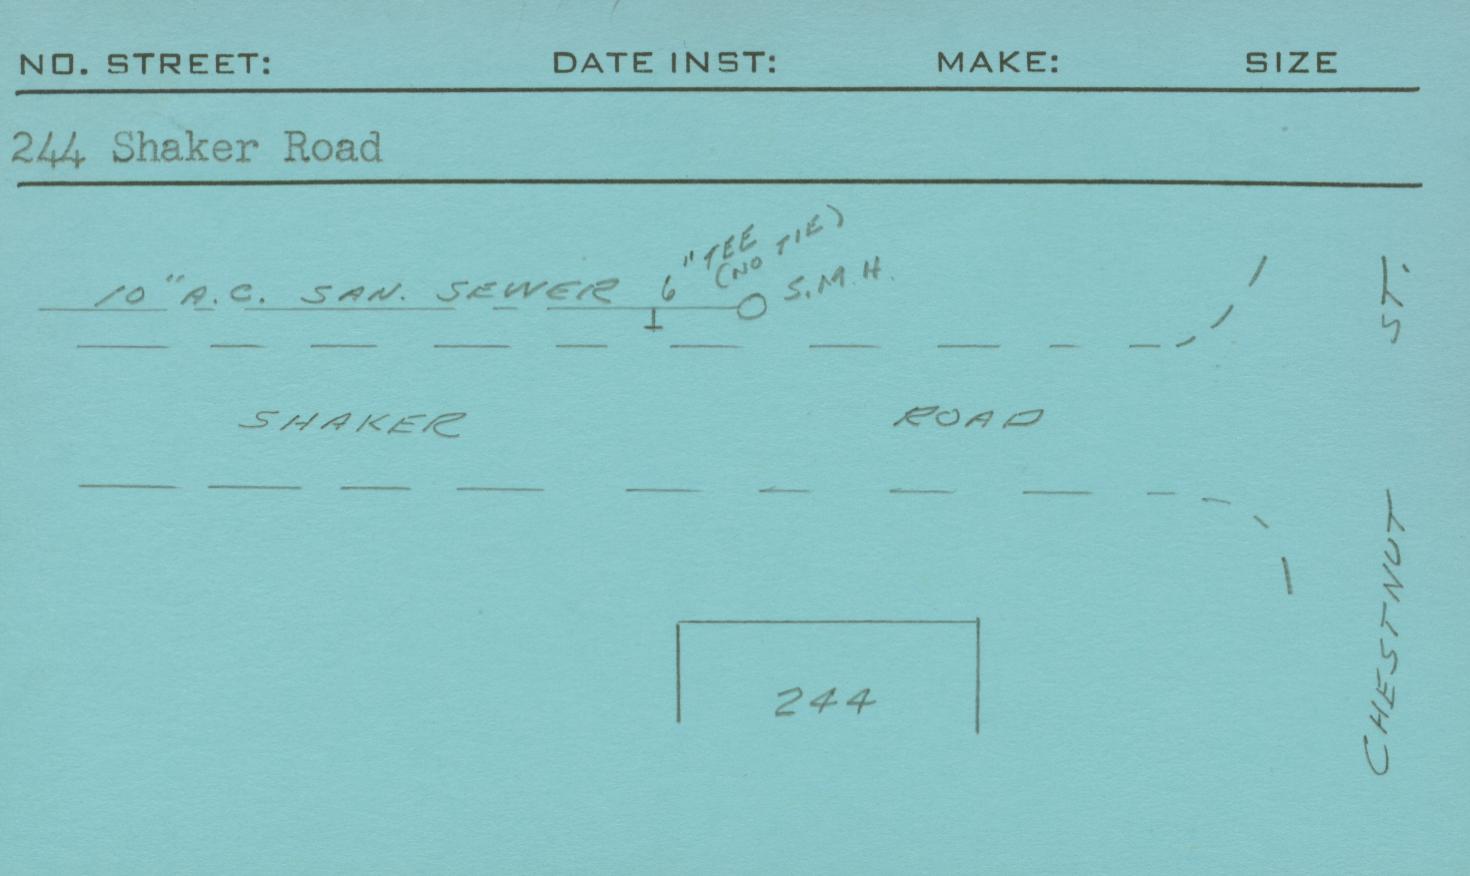 NO. STREET: DATE INST: MAKE: SIZE
244 Shaker Road
10" A.C. SAN. SEWER
6" TEE
(NO TIE)
S.M.H.
SHAKER ROAD
CHESTNUT ST.
244